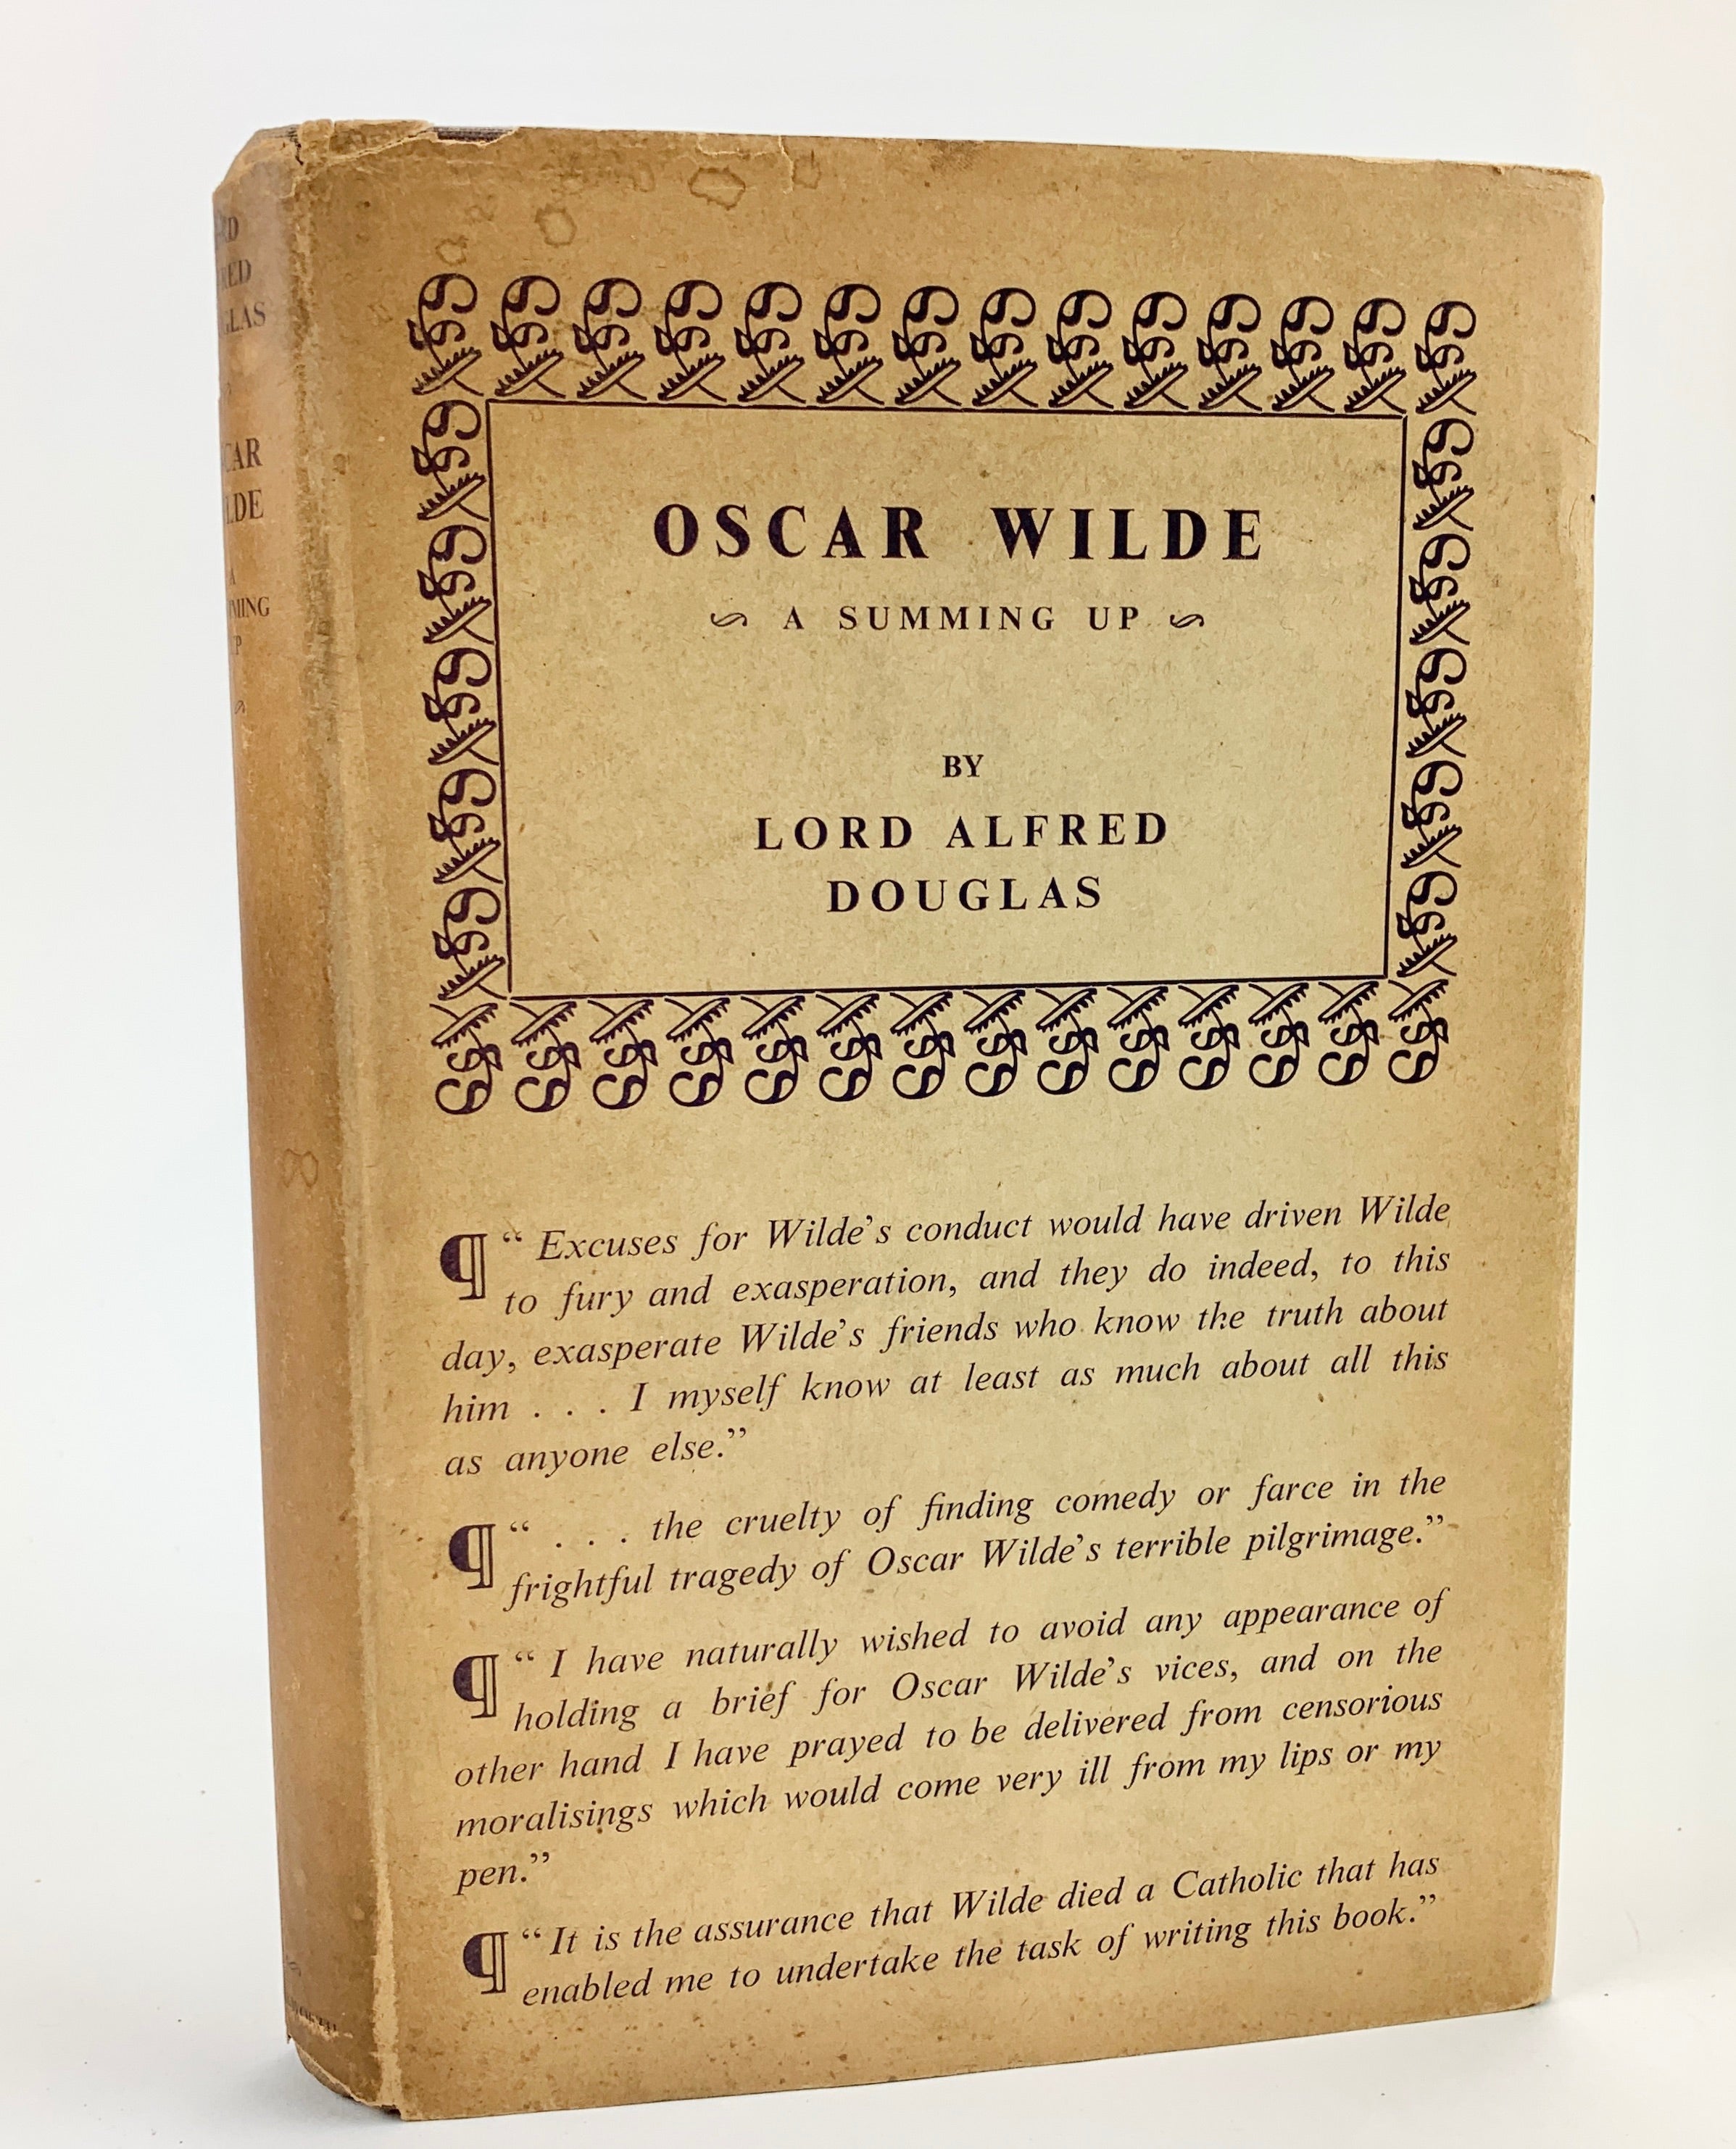 OSCAR WILDE
A SUMMING UP
BY
LORD ALFRED
DOUGLAS
¶ “ Excuses for Wilde’s conduct would have driven Wilde
to fury and exasperation, and they do indeed, to this
day, exasperate Wilde’s friends who know the truth about
him . . . I myself know at least as much about all this
as anyone else.”
¶ “ . . . the cruelty of finding comedy or farce in the
frightful tragedy of Oscar Wilde’s terrible pilgrimage.”
¶ “ I have naturally wished to avoid any appearance of
holding a brief for Oscar Wilde’s vices, and on the
other hand I have prayed to be delivered from censorious
moralisings which would come very ill from my lips or my
pen.”
¶ “ It is the assurance that Wilde died a Catholic that has
enabled me to undertake the task of writing this book.”